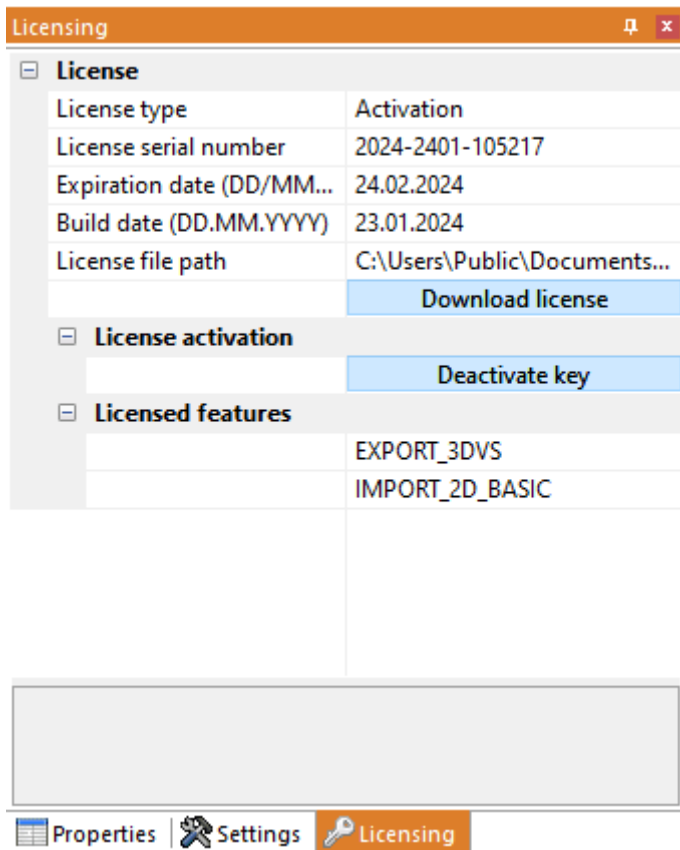 Licensing
License
License type Activation
License serial number 2024-2401-105217
Expiration date (DD/MM... 24.02.2024
Build date (DD.MM.YYYY) 23.01.2024
License file path C:\Users\Public\Documents...
Download license
License activation
Deactivate key
Licensed features
EXPORT_3DVS
IMPORT_2D_BASIC
Properties Settings Licensing